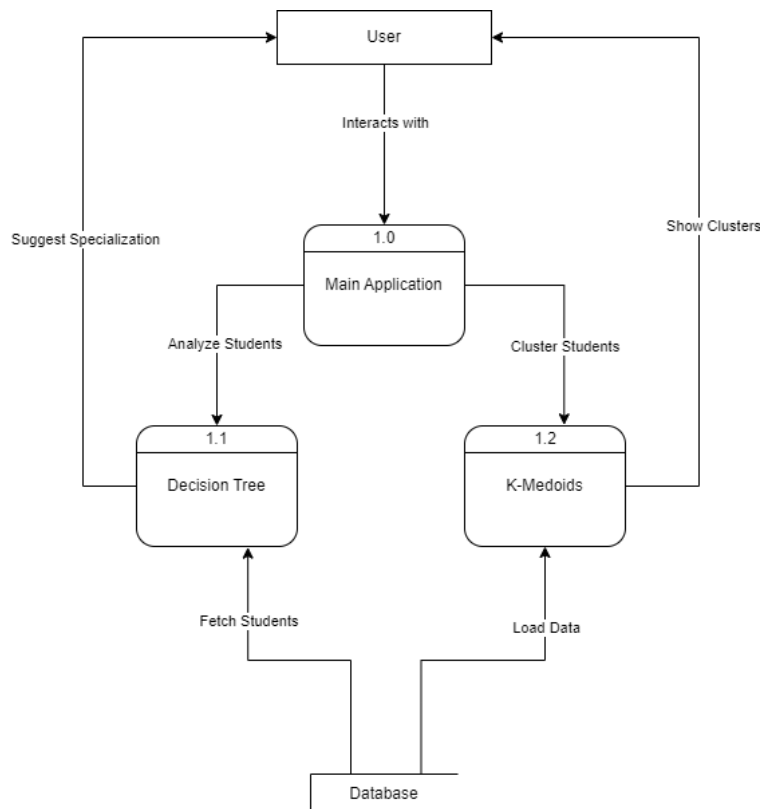 User
Interacts with
Suggest Specialization
Show Clusters
1.0
Main Application
Analyze Students
Cluster Students
1.1
Decision Tree
1.2
K-Medoids
Fetch Students
Load Data
Database